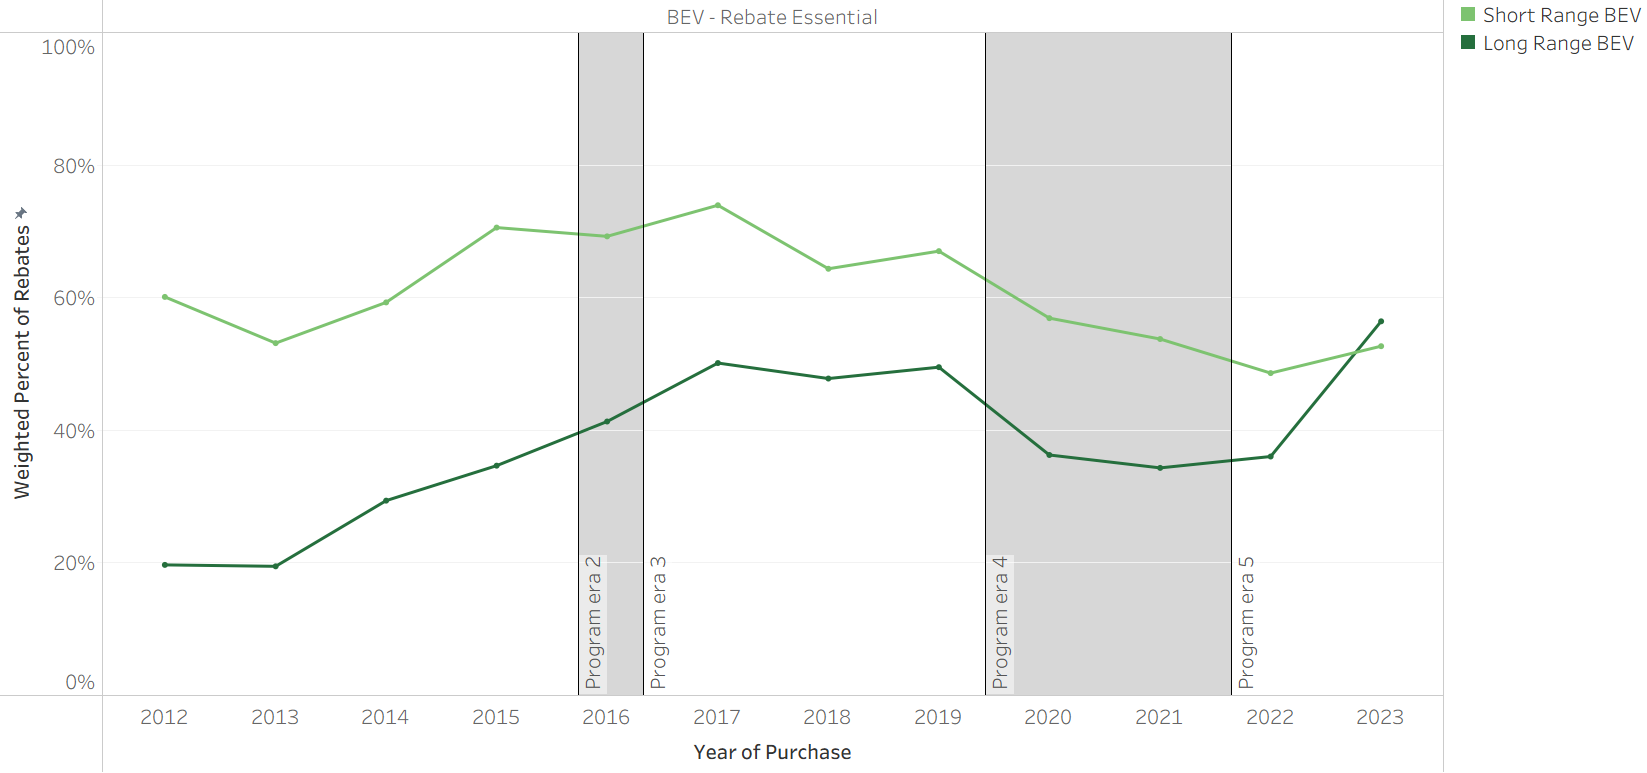 BEV - Rebate Essential
Short Range BEV
Long Range BEV
100%
80%
60%
40%
20%
0%
Weighted Percent of Rebates
Program era 2
Program era 3
Program era 4
Program era 5
2012 2013 2014 2015 2016 2017 2018 2019 2020 2021 2022 2023
Year of Purchase